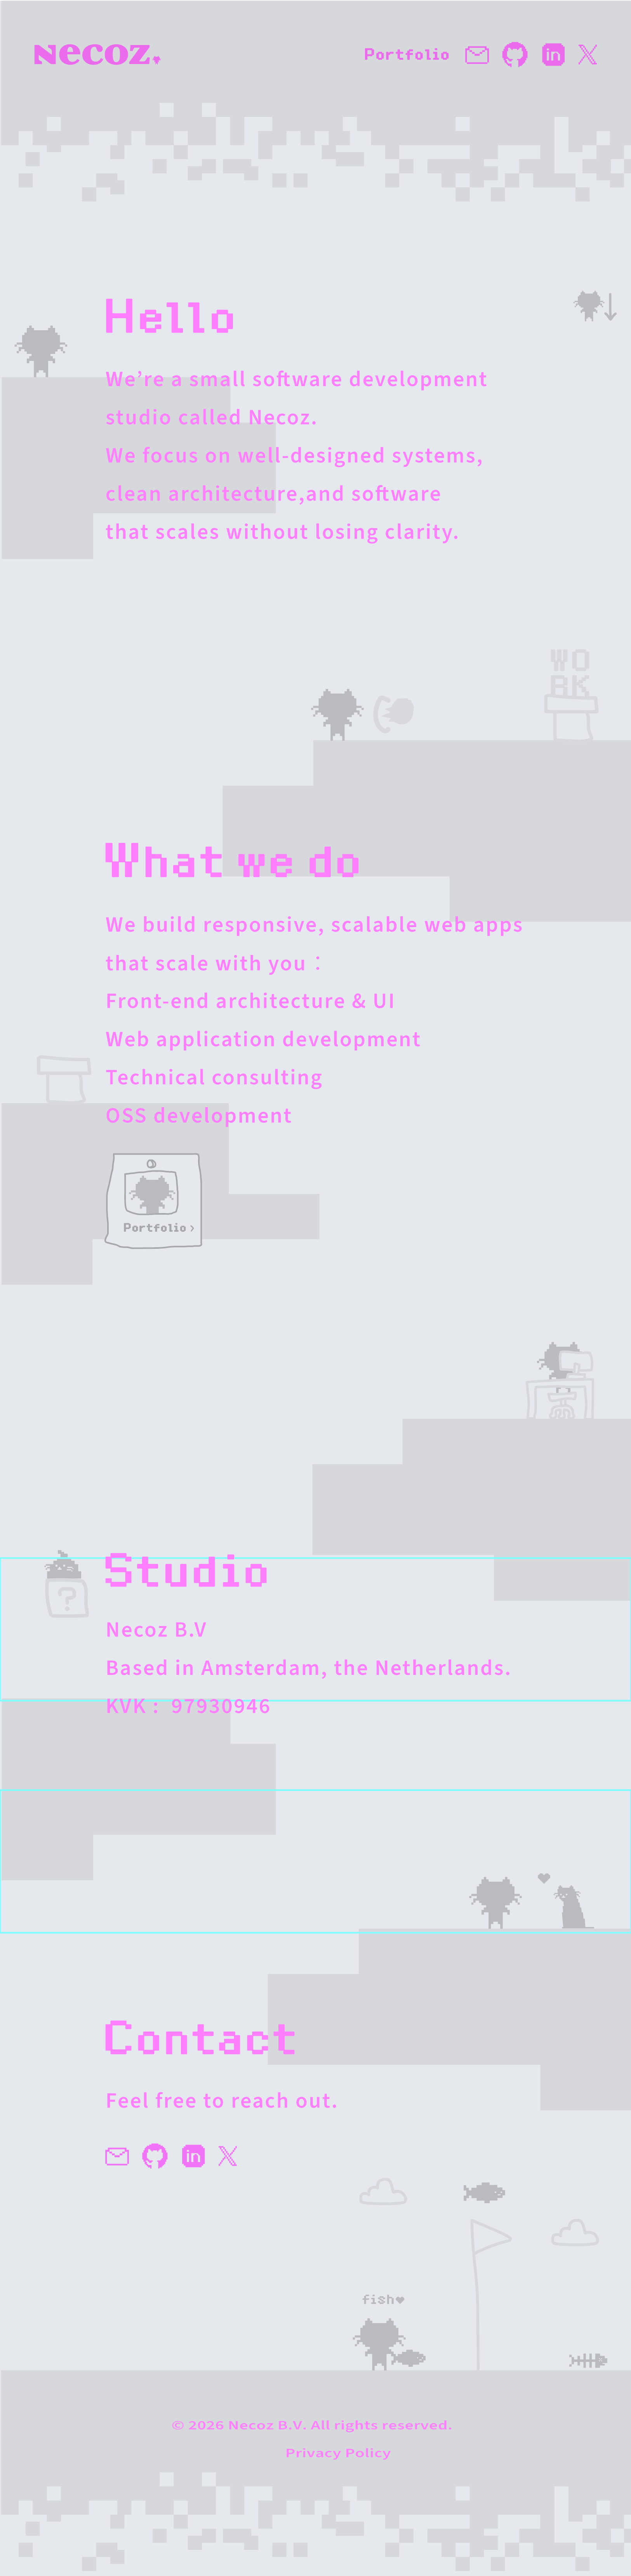 Necoz.
Portfolio
Hello
We’re a small software development
studio called Necoz.
We focus on well-designed systems,
clean architecture,and software
that scales without losing clarity.
WO
RK
What we do
We build responsive, scalable web apps
that scale with you：
Front-end architecture & UI
Web application development
Technical consulting
OSS development
Portfolio ›
Studio
?
Necoz B.V
Based in Amsterdam, the Netherlands.
KVK : 97930946
Contact
Feel free to reach out.
fish♥
© 2026 Necoz B.V. All rights reserved.
Privacy Policy